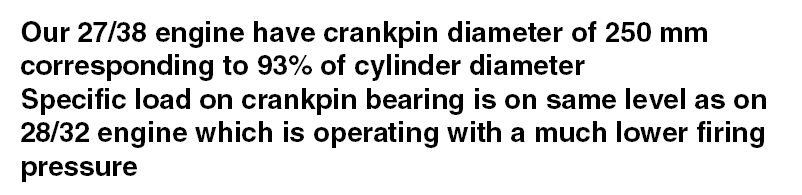 Our 27/38 engine have crankpin diameter of 250 mm
corresponding to 93% of cylinder diameter
Specific load on crankpin bearing is on same level as on
28/32 engine which is operating with a much lower firing
pressure